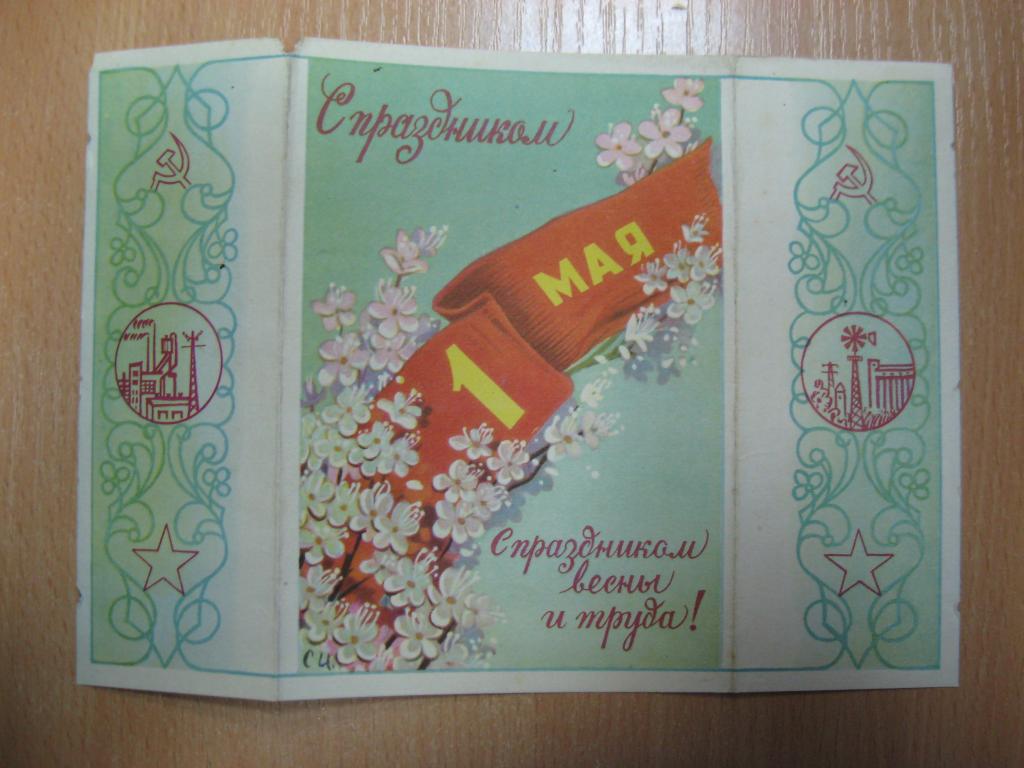 С праздником
1 МАЯ
С праздником
весны
и труда!
С И.